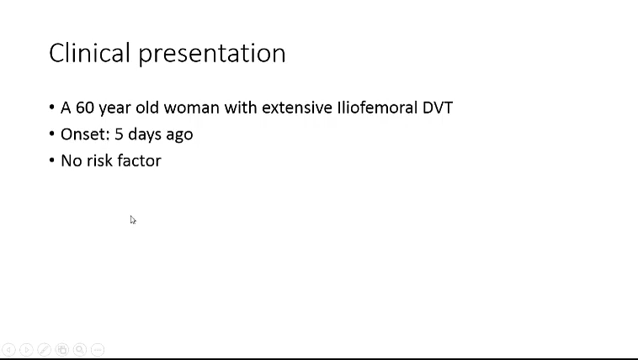 Clinical presentation
• A 60 year old woman with extensive Iliofemoral DVT
• Onset: 5 days ago
• No risk factor